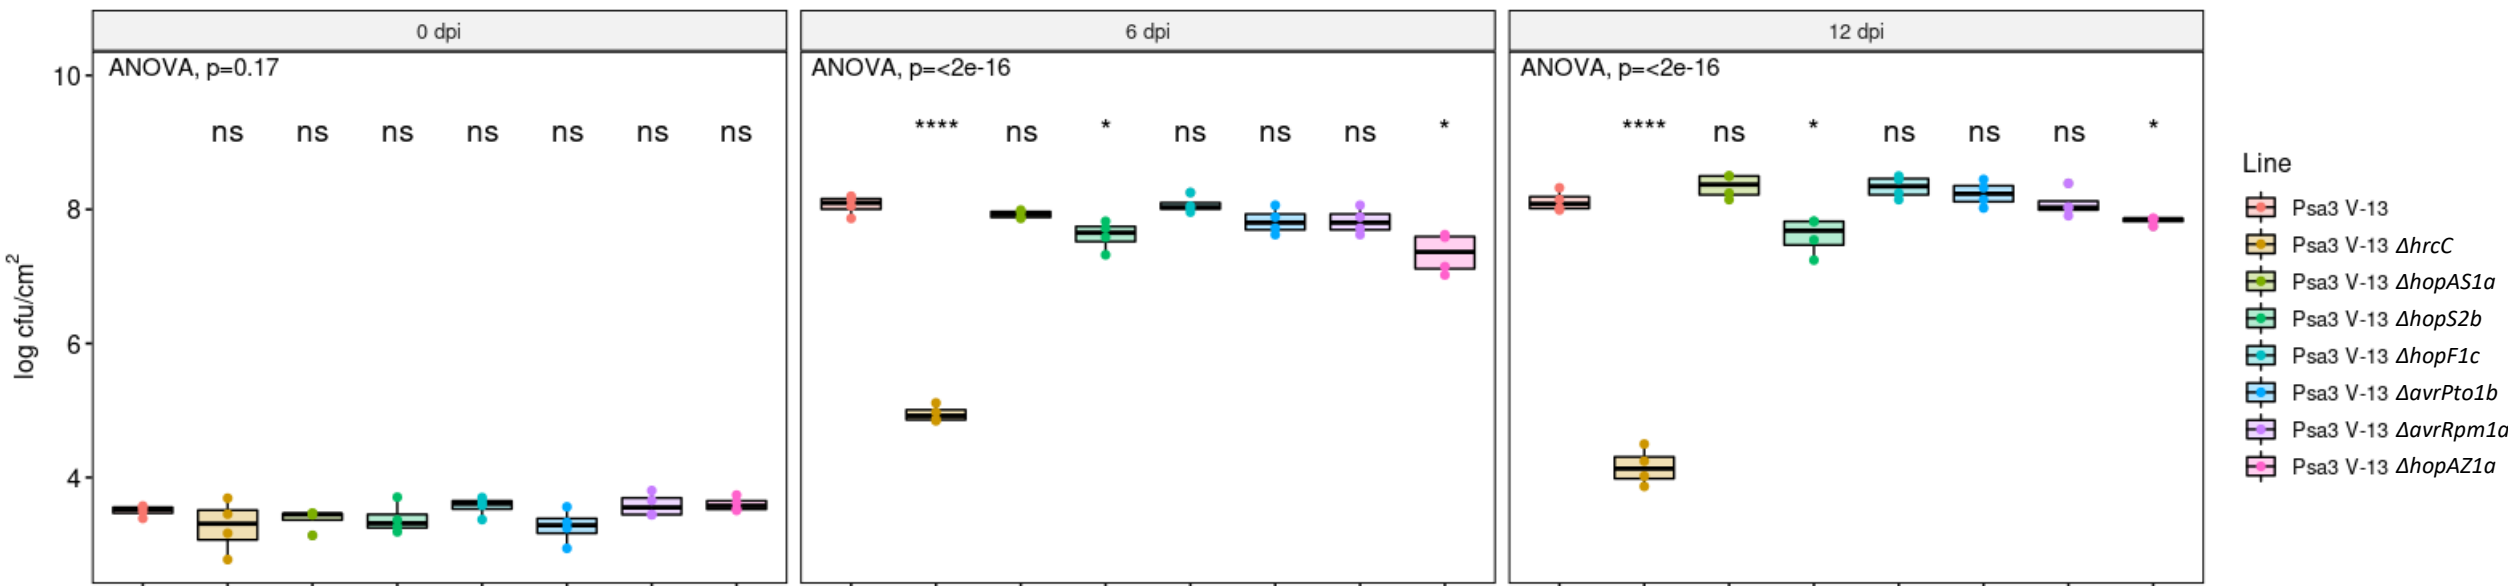 0 dpi
6 dpi
12 dpi
ANOVA, p=0.17
ANOVA, p=<2e-16
ANOVA, p=<2e-16
ns ns ns ns ns ns ns
**** ns * ns ns ns *
**** ns * ns ns ns *
10
8
6
4
log cfu/cm²
Line
Psa3 V-13
Psa3 V-13 ΔhrcC
Psa3 V-13 ΔhopAS1a
Psa3 V-13 ΔhopS2b
Psa3 V-13 ΔhopF1c
Psa3 V-13 ΔavrPto1b
Psa3 V-13 ΔavrRpm1a
Psa3 V-13 ΔhopAZ1a